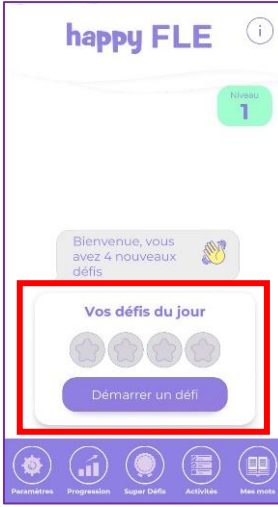 happy FLE
i
Niveau
1
Bienvenue, vous
avez 4 nouveaux
défis
Vos défis du jour
Démarrer un défi
Paramètres Progression Super Défis Activités Mes mots